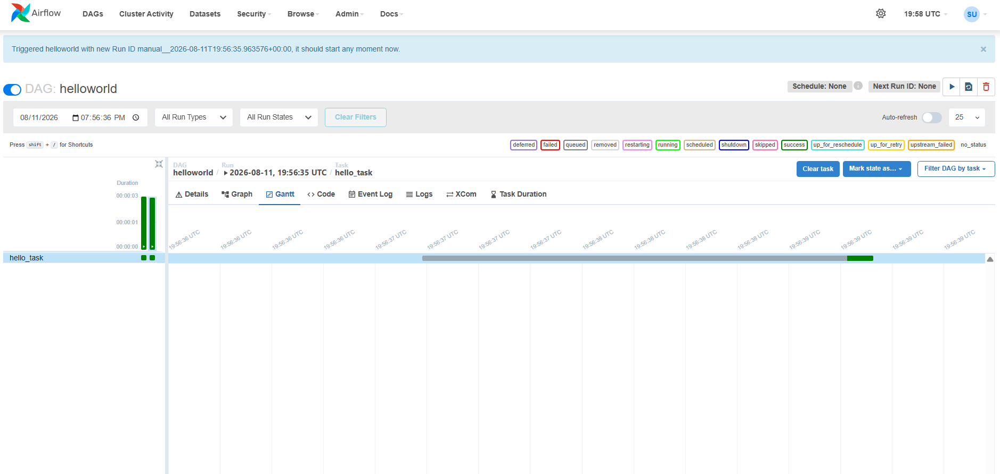 Airflow DAGs Cluster Activity Datasets Security Browse Admin Docs 19:58 UTC SU
Triggered helloworld with new Run ID manual__2026-08-11T19:56:35.963576+00:00, it should start any moment now. ×
DAG: helloworld Schedule: None i Next Run ID: None
08/11/2026 07:56:36 PM All Run Types All Run States Clear Filters Auto-refresh 25
Press shift + / for Shortcuts deferred failed queued removed restarting running scheduled shutdown skipped success up_for_reschedule up_for_retry upstream_failed no_status
DAG Run Task
helloworld / 2026-08-11, 19:56:35 UTC / hello_task Clear task Mark state as... Filter DAG by task
Duration
Details Graph Gantt <> Code Event Log Logs XCom Task Duration
00:00:03
00:00:01
00:00:00
19:56:36 UTC 19:56:36 UTC 19:56:36 UTC 19:56:36 UTC 19:56:37 UTC 19:56:37 UTC 19:56:37 UTC 19:56:37 UTC 19:56:38 UTC 19:56:38 UTC 19:56:38 UTC 19:56:38 UTC 19:56:39 UTC 19:56:39 UTC 19:56:39 UTC 19:56:39 UTC
hello_task